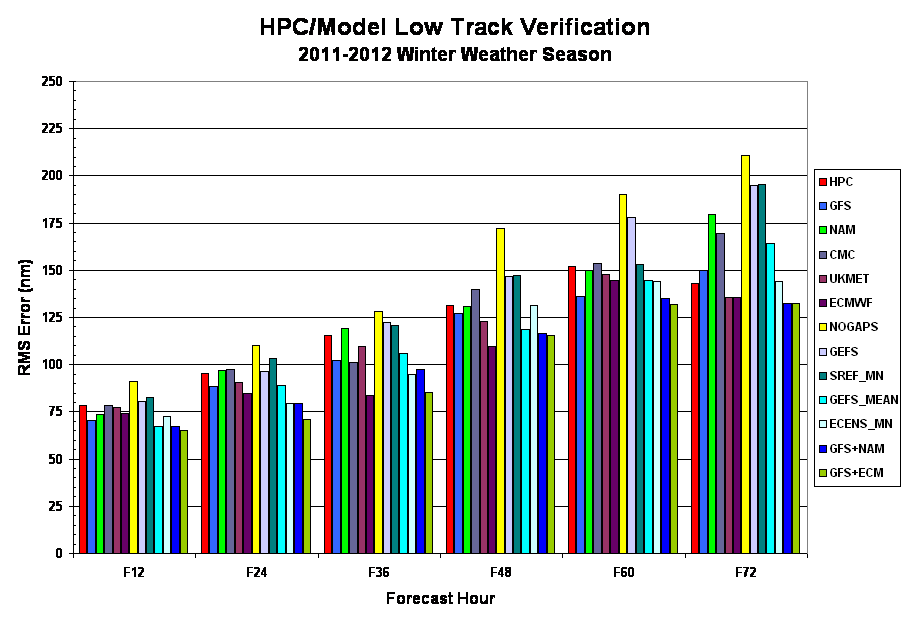 HPC/Model Low Track Verification
2011-2012 Winter Weather Season
RMS Error (nm)
250
225
200
175
150
125
100
75
50
25
0
F12 F24 F36 F48 F60 F72
Forecast Hour
HPC
GFS
NAM
CMC
UKMET
ECMWF
NOGAPS
GEFS
SREF_MN
GEFS_MEAN
ECENS_MN
GFS+NAM
GFS+ECM